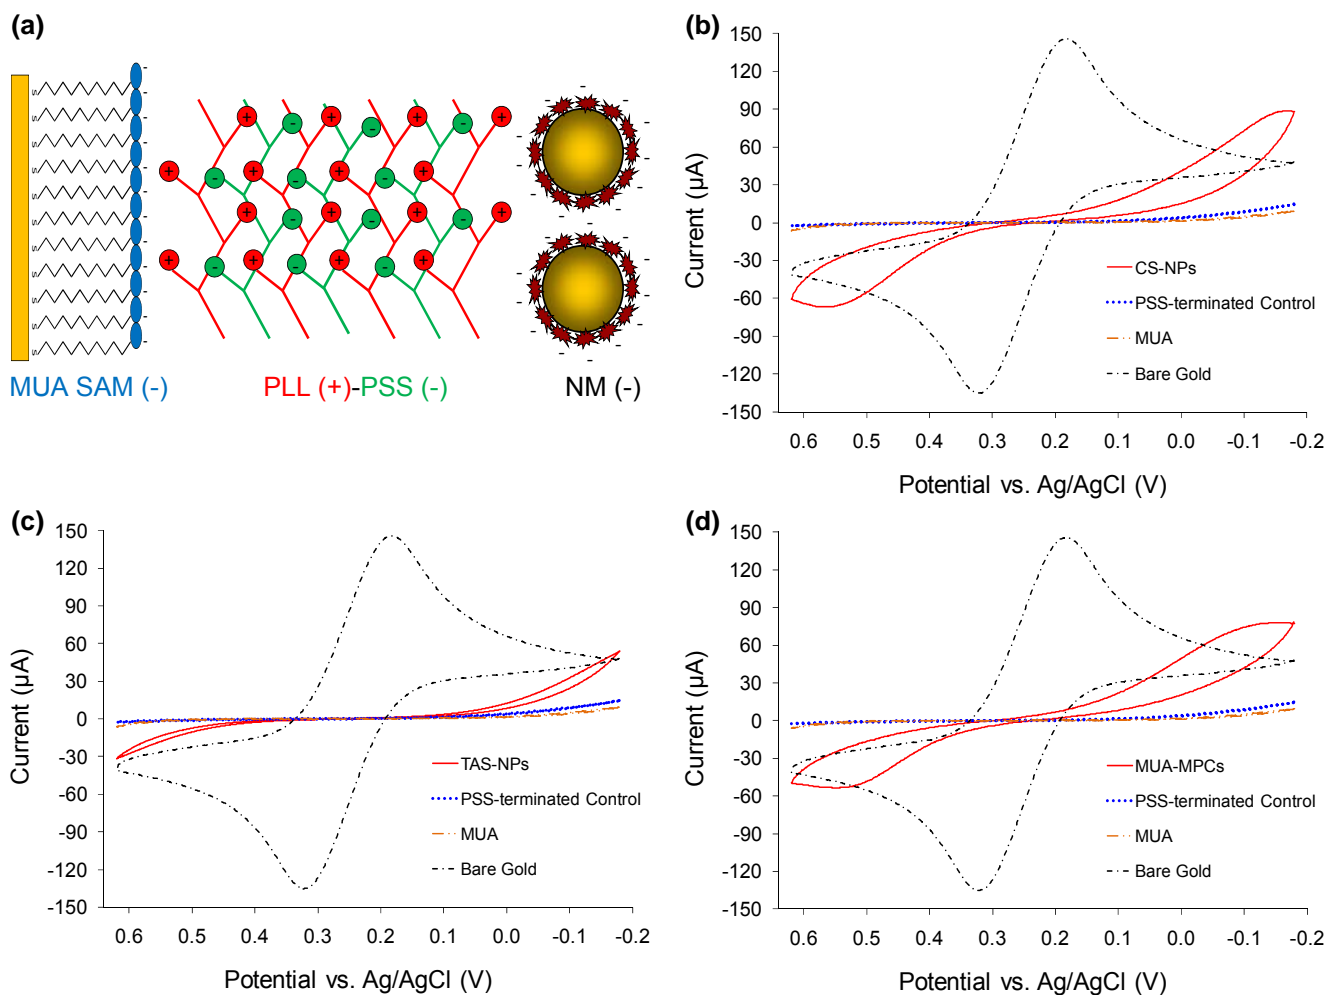 (a)
MUA SAM (-)
PLL (+)-PSS (-)
NM (-)
(b)
150
120
90
60
30
0
-30
-60
-90
-120
-150
Current (µA)
0.6 0.5 0.4 0.3 0.2 0.1 0.0 -0.1 -0.2
Potential vs. Ag/AgCl (V)
CS-NPs
PSS-terminated Control
MUA
Bare Gold
(c)
150
120
90
60
30
0
-30
-60
-90
-120
-150
Current (µA)
0.6 0.5 0.4 0.3 0.2 0.1 0.0 -0.1 -0.2
Potential vs. Ag/AgCl (V)
TAS-NPs
PSS-terminated Control
MUA
Bare Gold
(d)
150
120
90
60
30
0
-30
-60
-90
-120
-150
Current (µA)
0.6 0.5 0.4 0.3 0.2 0.1 0.0 -0.1 -0.2
Potential vs. Ag/AgCl (V)
MUA-MPCs
PSS-terminated Control
MUA
Bare Gold